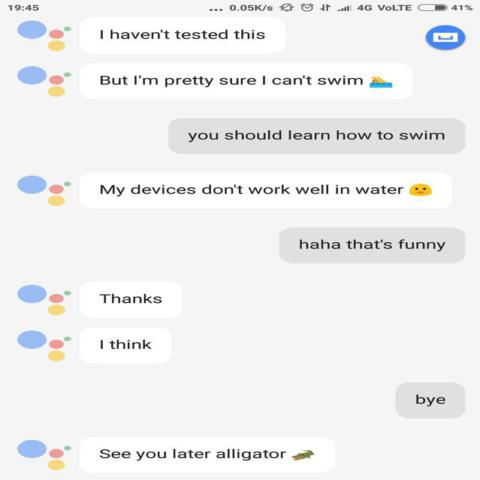 19:45 ... 0.05K/s 4G VoLTE 41%
I haven't tested this
But I'm pretty sure I can't swim 🏊
you should learn how to swim
My devices don't work well in water 😕
haha that's funny
Thanks
I think
bye
See you later alligator 🐊